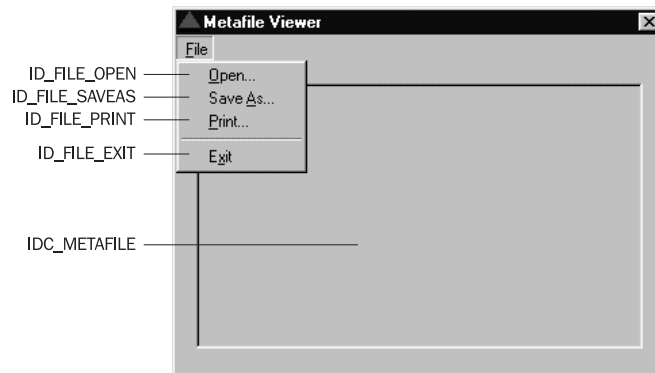 Metafile Viewer
File
ID_FILE_OPEN Open...
ID_FILE_SAVEAS Save As...
ID_FILE_PRINT Print...
ID_FILE_EXIT Exit
IDC_METAFILE